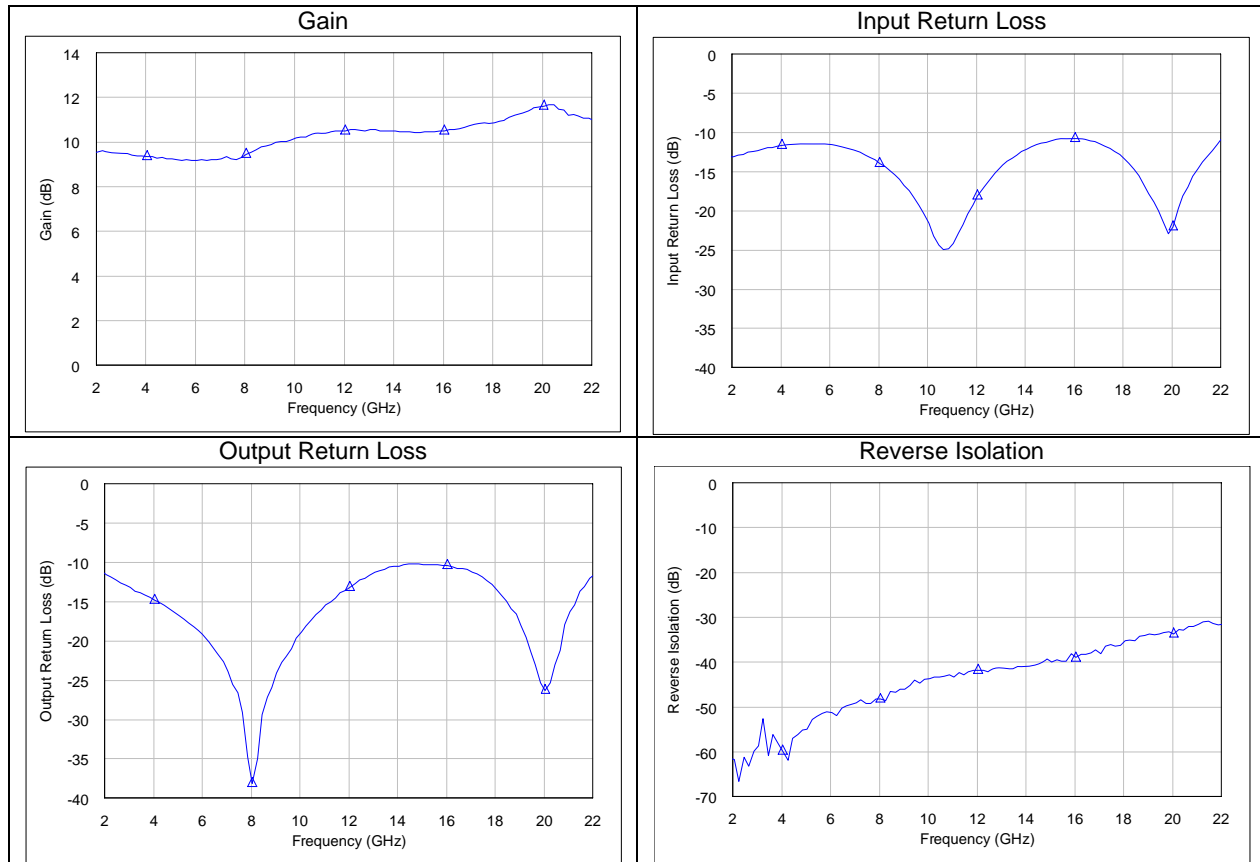 Gain
14
12
10
8
6
4
2
0
Gain (dB)
2 4 6 8 10 12 14 16 18 20 22
Frequency (GHz)
Input Return Loss
0
-5
-10
-15
-20
-25
-30
-35
-40
Input Return Loss (dB)
2 4 6 8 10 12 14 16 18 20 22
Frequency (GHz)
Output Return Loss
0
-5
-10
-15
-20
-25
-30
-35
-40
Output Return Loss (dB)
2 4 6 8 10 12 14 16 18 20 22
Frequency (GHz)
Reverse Isolation
0
-10
-20
-30
-40
-50
-60
-70
Reverse Isolation (dB)
2 4 6 8 10 12 14 16 18 20 22
Frequency (GHz)